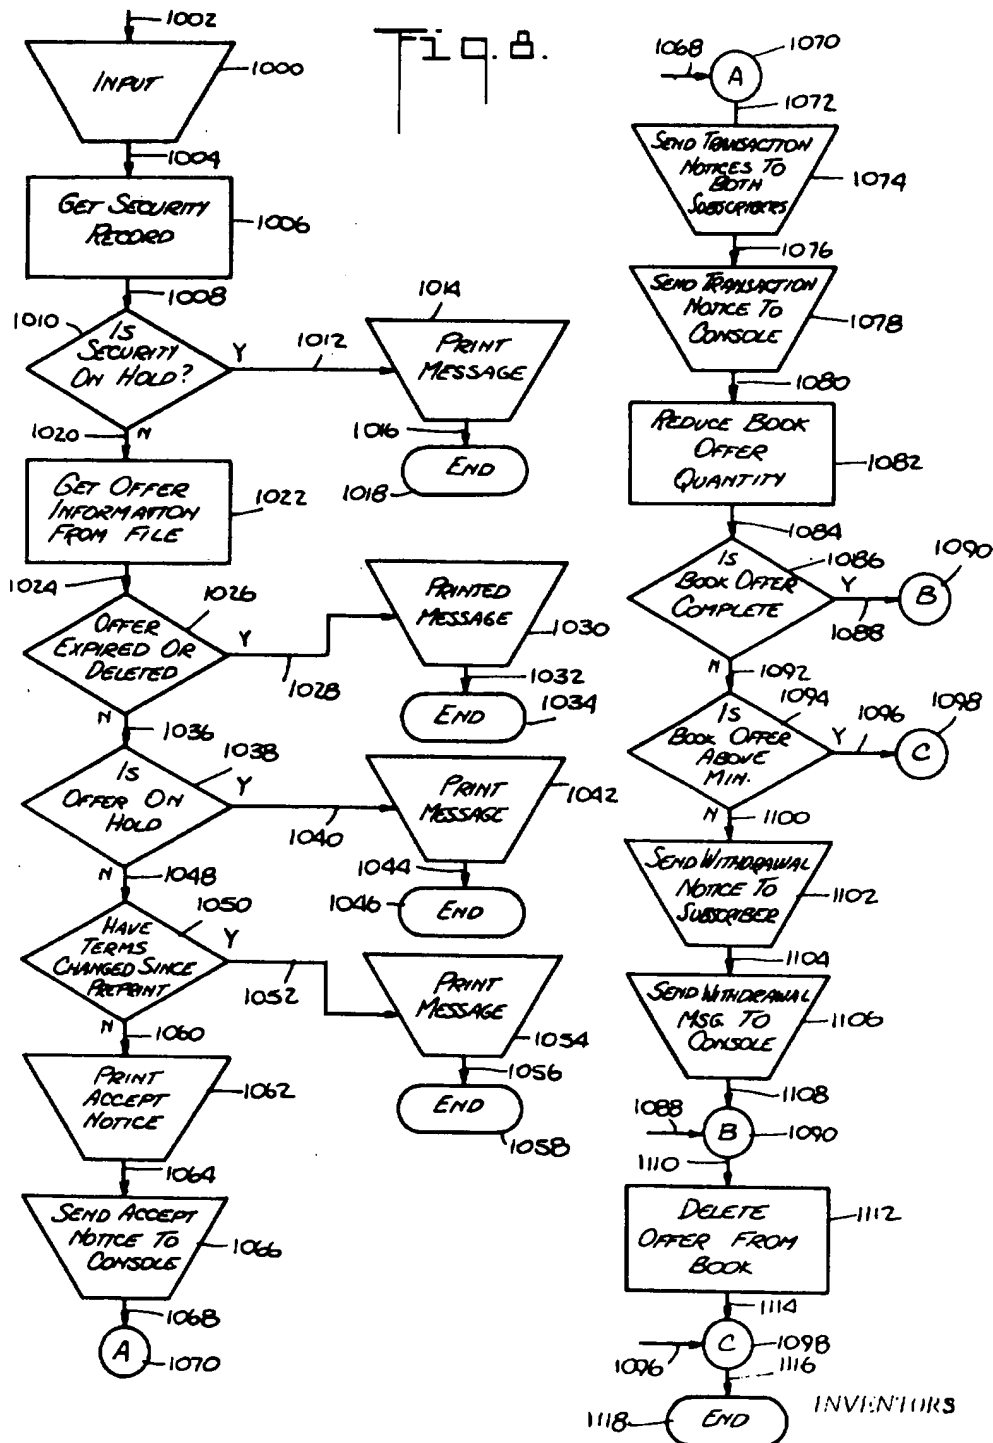 Fig. 8.
1002
INPUT
1000
1004
GET SECURITY
RECORD
1006
1008
1010
IS
SECURITY
ON HOLD?
Y
1012
1014
PRINT
MESSAGE
1016
END
1018
1020
N
GET OFFER
INFORMATION
FROM FILE
1022
1024
OFFER
EXPIRED OR
DELETED
1026
Y
1028
PRINTED
MESSAGE
1030
1032
END
1034
N
1036
IS
OFFER ON
HOLD
1038
Y
1040
PRINT
MESSAGE
1042
1044
END
1046
N
1048
HAVE
TERMS
CHANGED SINCE
PREPRINT
1050
Y
1052
PRINT
MESSAGE
1054
1056
END
1058
N
1060
PRINT
ACCEPT
NOTICE
1062
1064
SEND ACCEPT
NOTICE TO
CONSOLE
1066
1068
A
1070
1068
A
1070
1072
SEND TRANSACTION
NOTICES TO
BOTH
SUBSCRIBERS
1074
1076
SEND TRANSACTION
NOTICE TO
CONSOLE
1078
1080
REDUCE BOOK
OFFER
QUANTITY
1082
1084
IS
BOOK OFFER
COMPLETE
1086
Y
1088
B
1090
N
1092
IS
BOOK OFFER
ABOVE
MIN.
1094
Y
1096
C
1098
N
1100
SEND WITHDRAWAL
NOTICE TO
SUBSCRIBER
1102
1104
SEND WITHDRAWAL
MSG. TO
CONSOLE
1106
1108
1088
B
1090
1110
DELETE
OFFER FROM
BOOK
1112
1114
1096
C
1098
1116
END
1118
INVENTORS